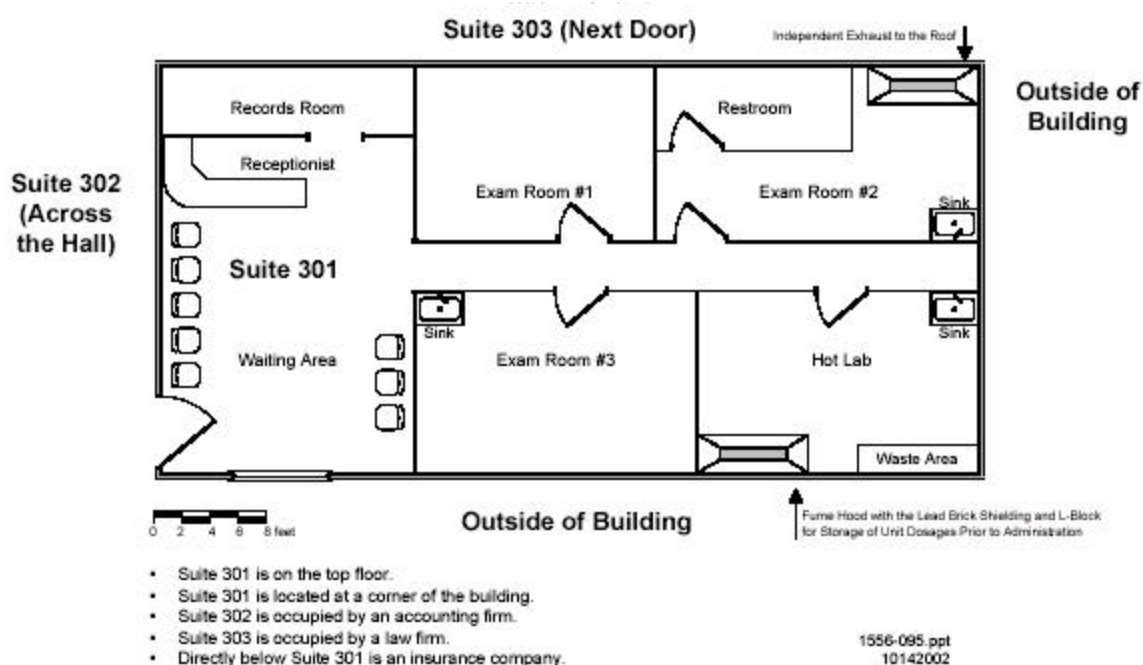 Suite 303 (Next Door)
Independent Exhaust to the Roof
Outside of
Building
Records Room
Restroom
Receptionist
Suite 302
(Across
the Hall)
Exam Room #1
Exam Room #2
Sink
Suite 301
Sink
Sink
Waiting Area
Exam Room #3
Hot Lab
Waste Area
0 2 4 6 8 feet
Outside of Building
Fume Hood with the Lead Brick Shielding and L-Block
for Storage of Unit Dosages Prior to Administration
• Suite 301 is on the top floor.
• Suite 301 is located at a corner of the building.
• Suite 302 is occupied by an accounting firm.
• Suite 303 is occupied by a law firm.
• Directly below Suite 301 is an insurance company.
1556-095.ppt
10142002